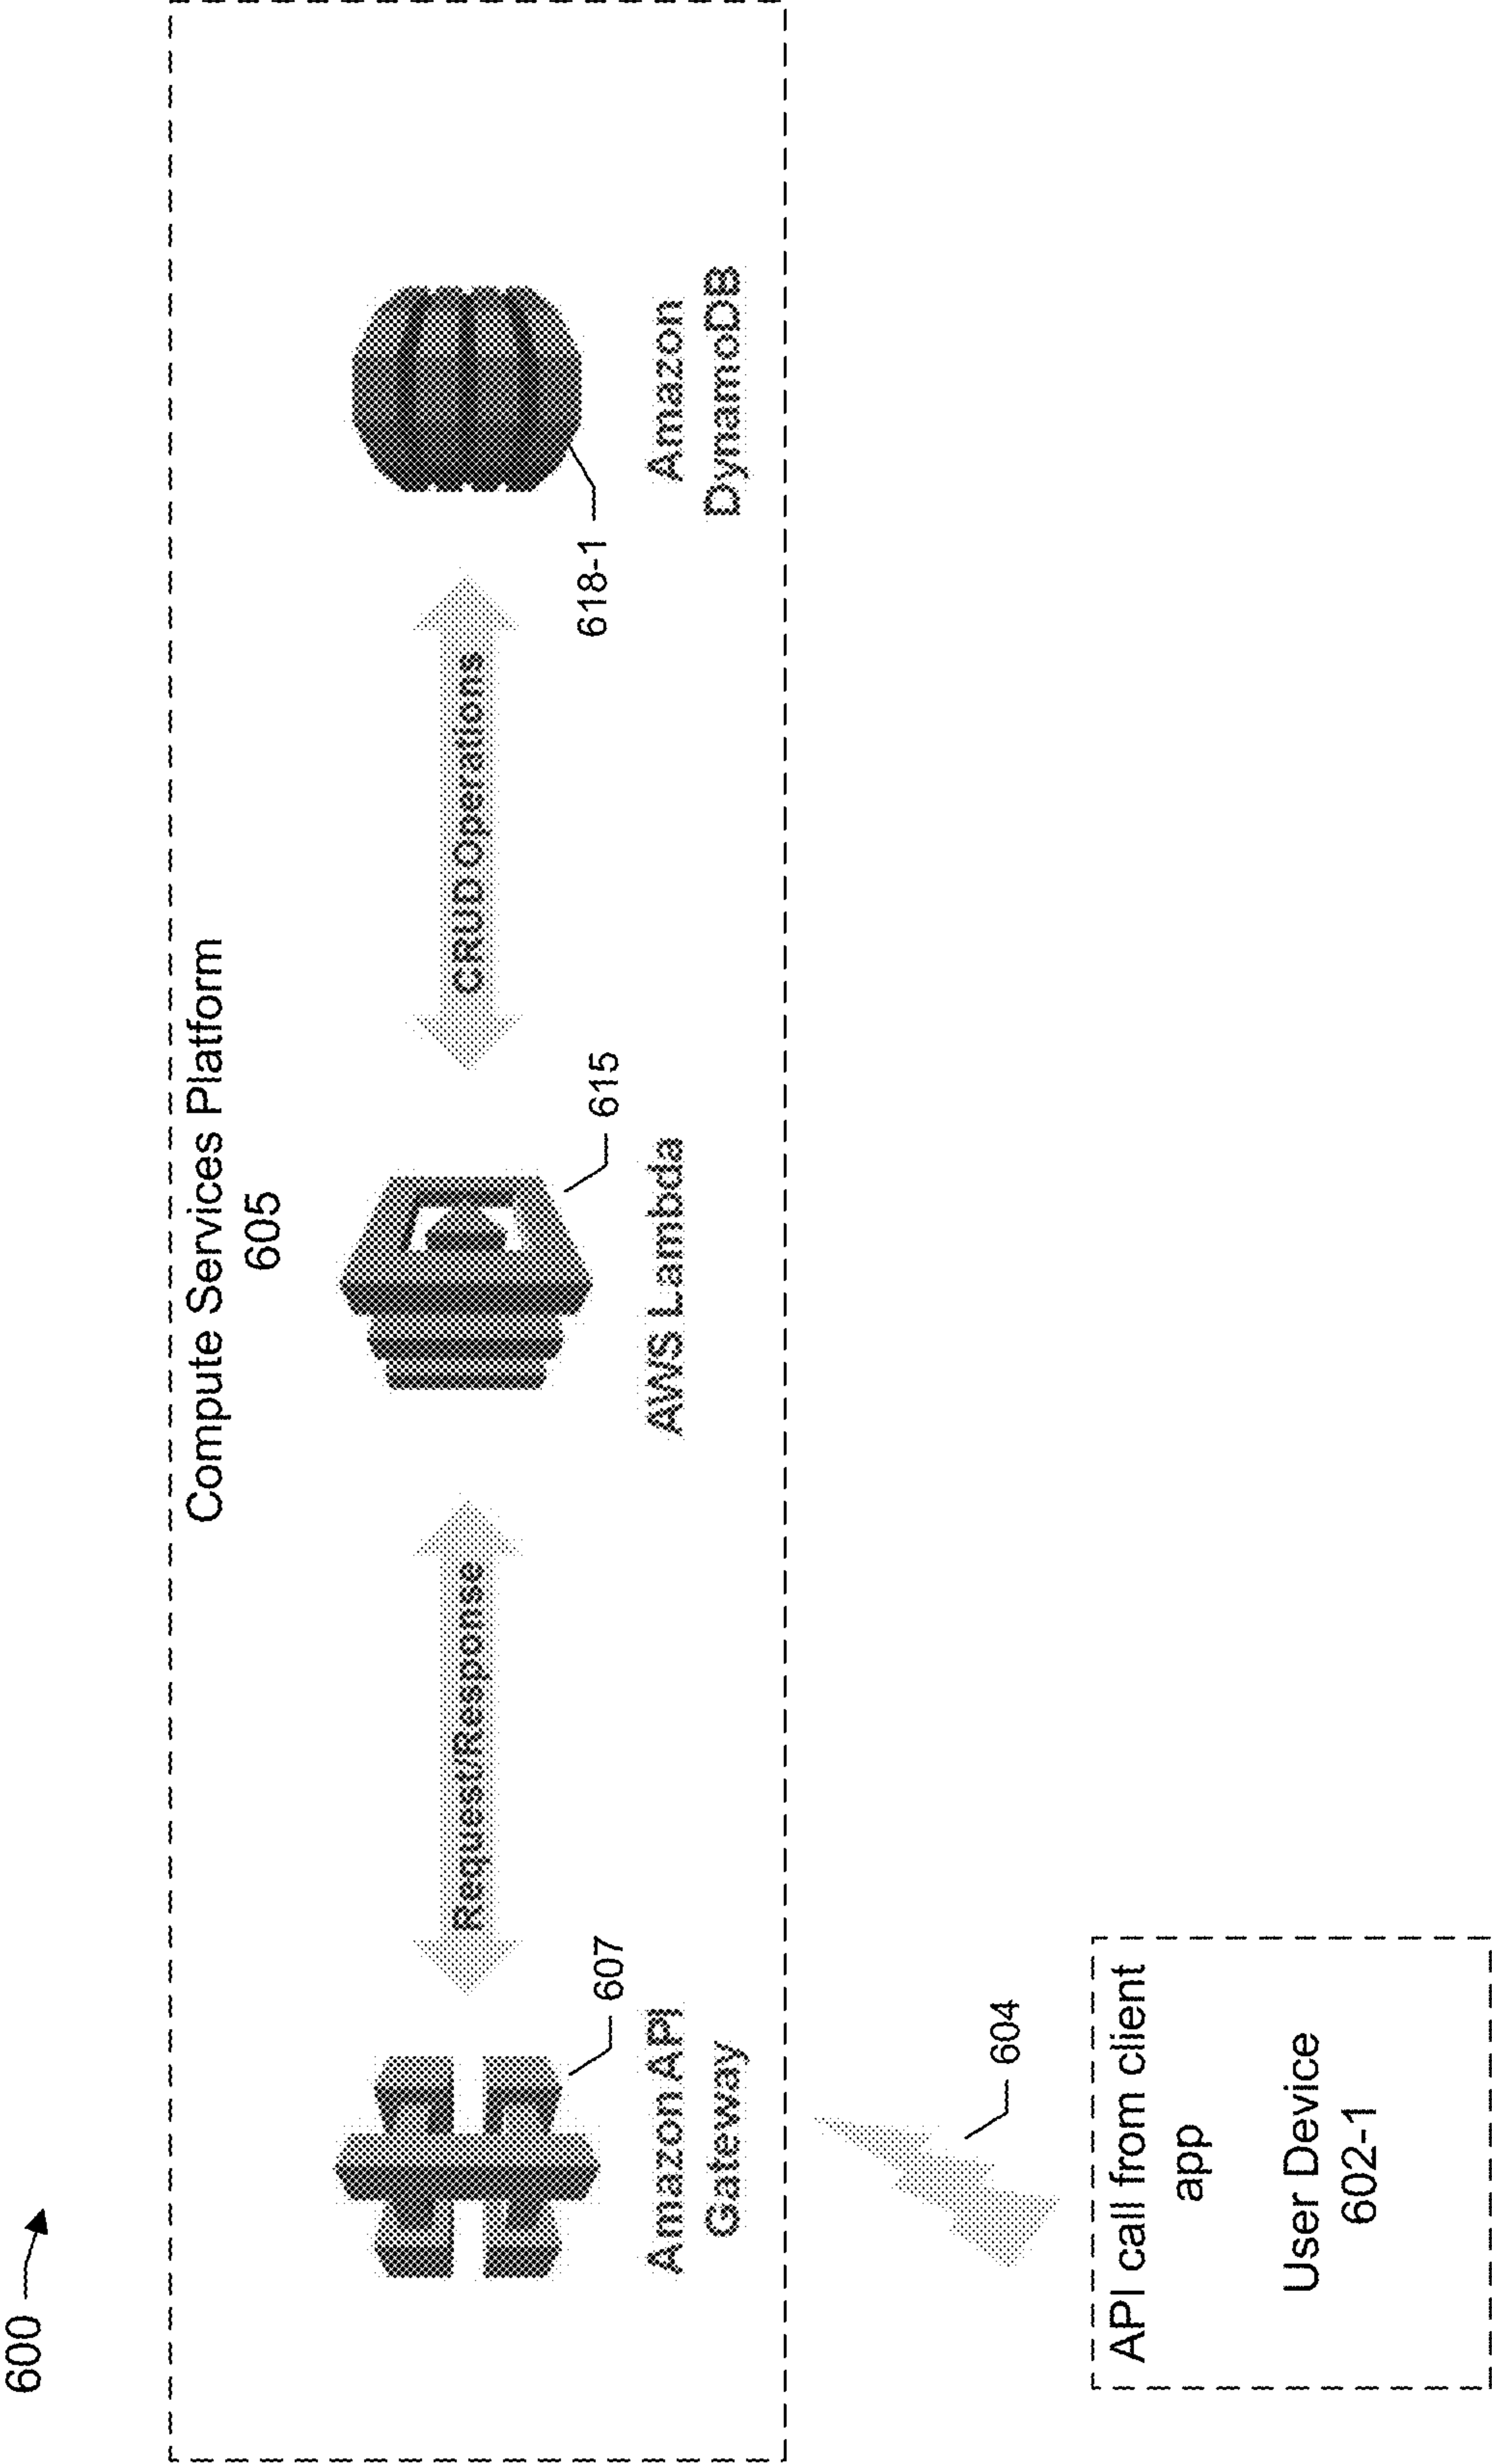 600
Compute Services Platform
605
Request/Response
CRUD Operations
607
615
618-1
Amazon API
Gateway
AWS Lambda
Amazon
DynamoDB
604
API call from client
app
User Device
602-1